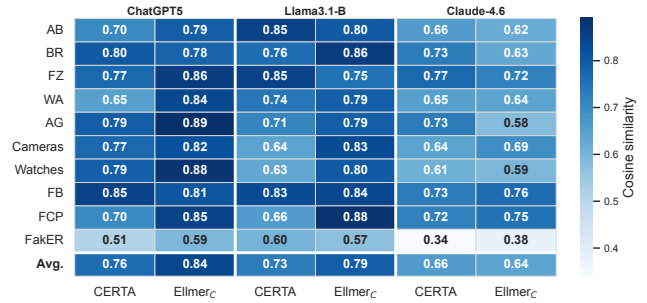 ChatGPT5 Llama3.1-B Claude-4.6
AB 0.70 0.79 0.85 0.80 0.66 0.62
BR 0.80 0.78 0.76 0.86 0.73 0.63
FZ 0.77 0.86 0.85 0.75 0.77 0.72
WA 0.65 0.84 0.74 0.79 0.65 0.64
AG 0.79 0.89 0.71 0.79 0.73 0.58
Cameras 0.77 0.82 0.64 0.83 0.64 0.69
Watches 0.79 0.88 0.63 0.80 0.61 0.59
FB 0.85 0.81 0.83 0.84 0.73 0.76
FCP 0.70 0.85 0.66 0.88 0.72 0.75
FakER 0.51 0.59 0.60 0.57 0.34 0.38
Avg. 0.76 0.84 0.73 0.79 0.66 0.64
CERTA Ellmer_C CERTA Ellmer_C CERTA Ellmer_C
0.8
0.7
0.6
0.5
0.4
Cosine similarity